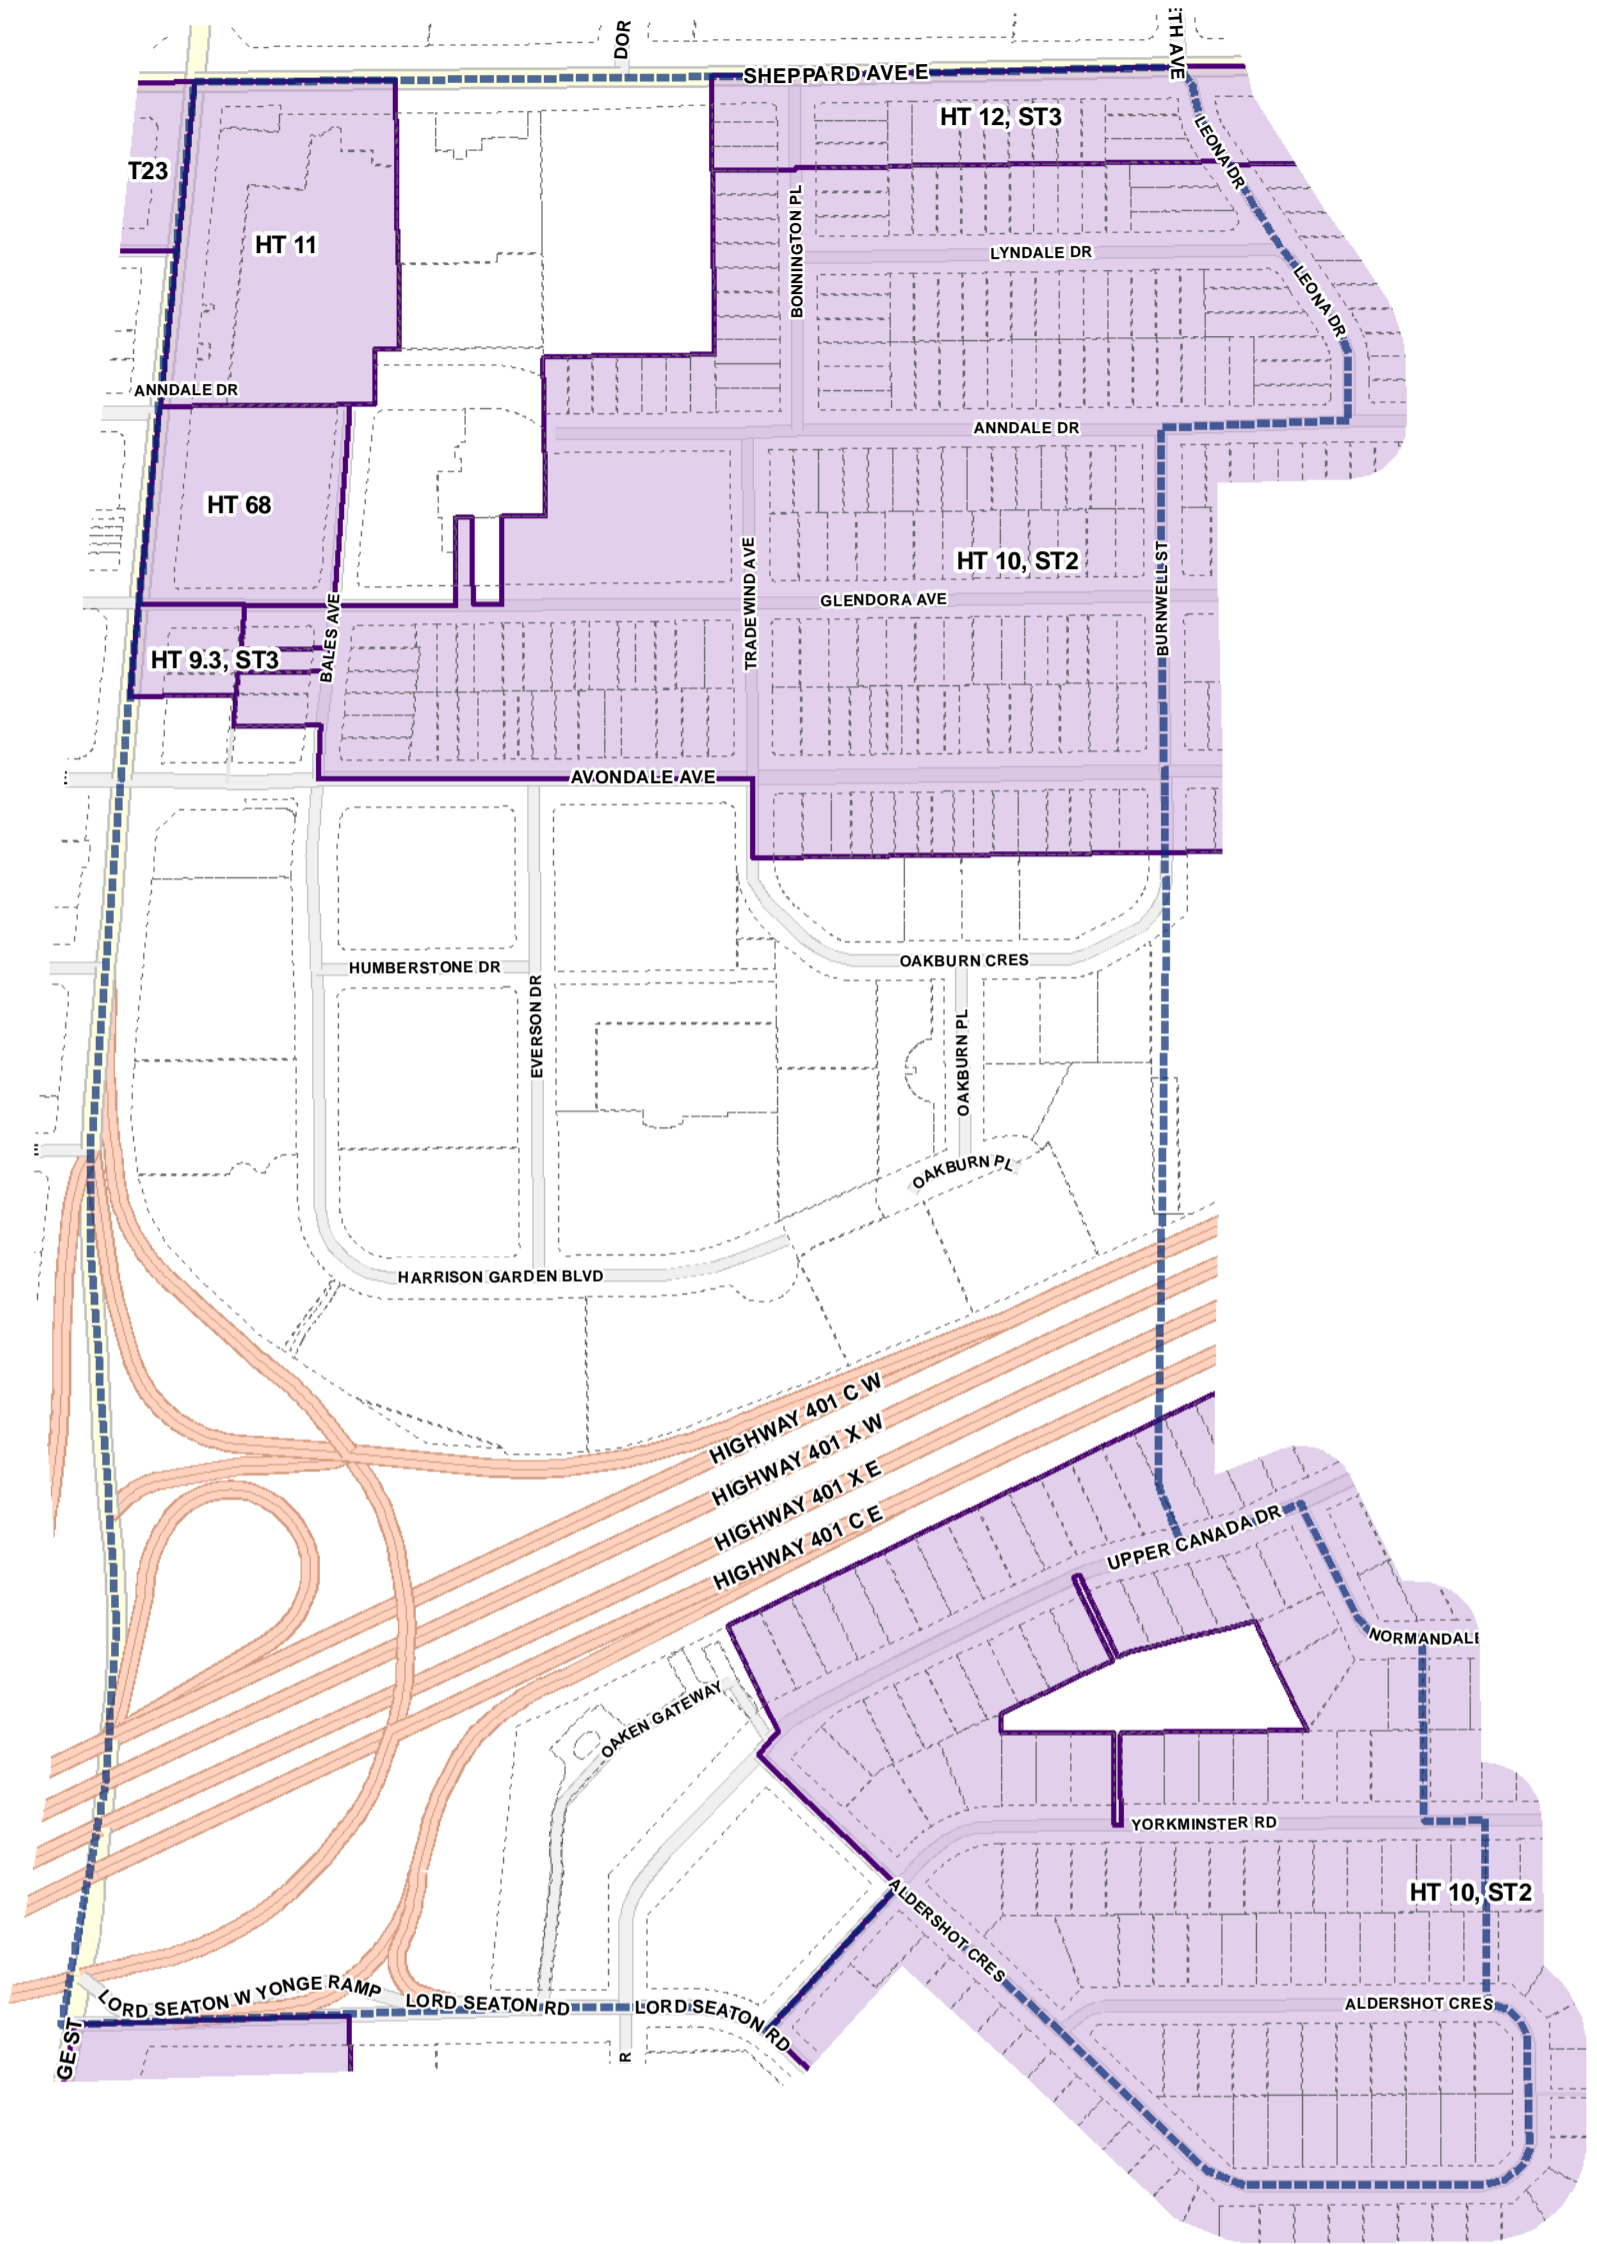 DOR
TH AVE
SHEPPARD AVE E
HT 12, ST3
LEONA DR
T23
HT 11
BONNINGTON PL
LYNDALE DR
LEONA DR
ANNDALE DR
ANNDALE DR
HT 68
TRADEWIND AVE
HT 10, ST2
BURNWELL ST
GLENDORA AVE
BALES AVE
HT 9.3, ST3
AVONDALE AVE
HUMBERSTONE DR
EVERSON DR
OAKBURN CRES
OAKBURN PL
OAKBURN PL
HARRISON GARDEN BLVD
HIGHWAY 401 C W
HIGHWAY 401 X W
HIGHWAY 401 X E
HIGHWAY 401 C E
UPPER CANADA DR
NORMANDALE
OAKEN GATEWAY
YORKMINSTER RD
HT 10, ST2
ALDERSHOT CRES
LORD SEATON W YONGE RAMP
LORD SEATON RD
LORD SEATON RD
ALDERSHOT CRES
GE ST
R